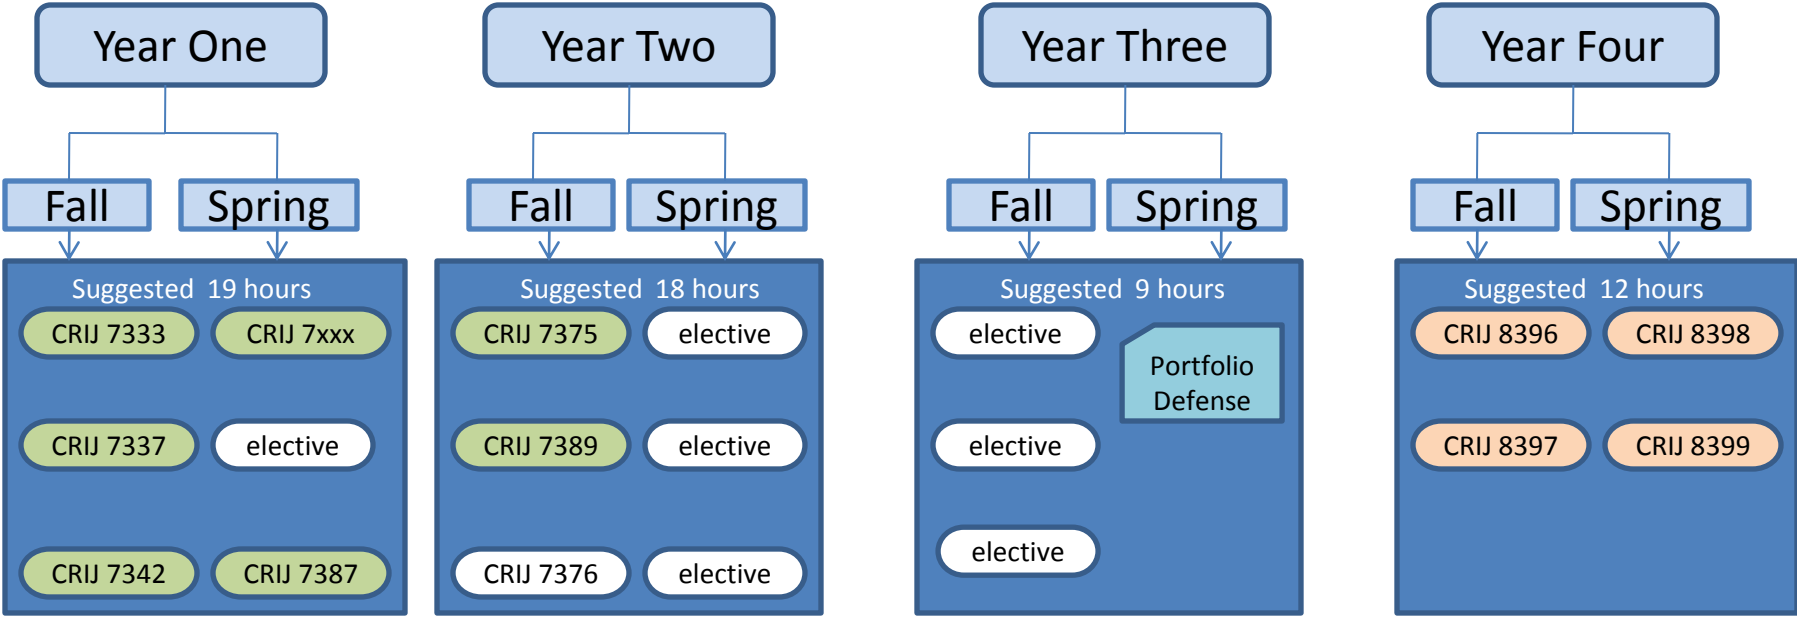 Year One
Year Two
Year Three
Year Four
Fall
Spring
Fall
Spring
Fall
Spring
Fall
Spring
Suggested 19 hours
CRIJ 7333
CRIJ 7xxx
CRIJ 7337
elective
CRIJ 7342
CRIJ 7387
Suggested 18 hours
CRIJ 7375
elective
CRIJ 7389
elective
CRIJ 7376
elective
Suggested 9 hours
elective
Portfolio
Defense
elective
elective
Suggested 12 hours
CRIJ 8396
CRIJ 8398
CRIJ 8397
CRIJ 8399